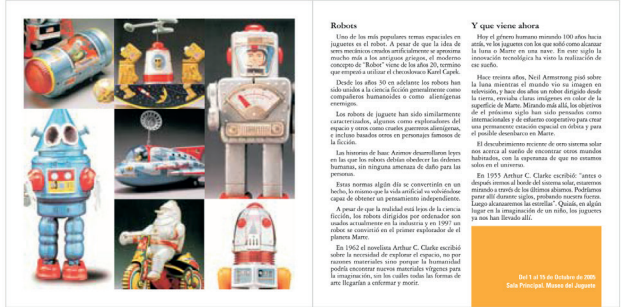 Robots
Uno de los más populares temas espaciales en
juguetes es el robot. A pesar de que la idea de
seres mecánicos creados artificialmente se aproxima
mucho más a los antiguos griegos, el moderno
concepto de "Robot" viene de los años 20, termino
que empezó a utilizar el checoslovaco Karel Capek.
Desde los años 30 en adelante los robots han
sido unidos a la ciencia ficción generalmente como
compañeros humanoides o como alienígenas
enemigos.
Los robots de juguete han sido similarmente
caracterizados, algunos como exploradores del
espacio y otros como crueles guerreros alienígenas,
e incluso basados otros en personajes famosos de
la ficción.
Las historias de Isaac Azimov desarrollaron leyes
en las que los robots debían obedecer las órdenes
humanas, sin ninguna amenaza de daño para las
personas.
Estas normas algún día se convertirán en un
hecho, lo mismo que la vida artificial va volviéndose
capaz de obtener un pensamiento independiente.
A pesar de que la realidad está lejos de la ciencia
ficción, los robots dirigidos por ordenador son
usados actualmente en la industria y en 1997 un
robot se convirtió en el primer explorador del
planeta Marte.
En 1962 el novelista Arthur C. Clarke escribió
sobre la necesidad de explorar el espacio, no por
razones materiales sino porque la humanidad
podría encontrar nuevos materiales vírgenes para
la imaginación, sin los cuáles todas las formas de
arte llegarían a enfermar y morir.
Y que viene ahora
Hoy el género humano mirando 100 años hacia
atrás, ve los juguetes con los que soñó como alcanzar
la luna o Marte en una nave. En este siglo la
innovación tecnológica ha visto la realización de
ese sueño.
Hace treinta años, Neil Armstrong pisó sobre
la luna mientras el mundo vio su imagen en
televisión, y hace dos años un robot dirigido desde
la tierra, enviaba claras imágenes en color de la
superficie de Marte. Mirando más allá, los objetivos
del próximo siglo han sido pensados como
internacionales y de esfuerzo cooperativo para crear
una permanente estación espacial en órbita y para
el posible desembarco en Marte.
El descubrimiento reciente de otro sistema solar
nos acerca al sueño de encontrar otros mundos
habitados, con la esperanza de que no estamos
solos en el universo.
En 1955 Arthur C. Clarke escribió: "antes o
después iremos al borde del sistema solar, estaremos
mirando a través de los últimos abismos. Podríamos
parar allí durante siglos, probando nuestra fuerza.
Luego alcanzaremos las estrellas". Quizás, en algún
lugar en la imaginación de un niño, los juguetes
ya nos han llevado allí.
Del 1 al 15 de Octubre de 2005
Sala Principal. Museo del Juguete